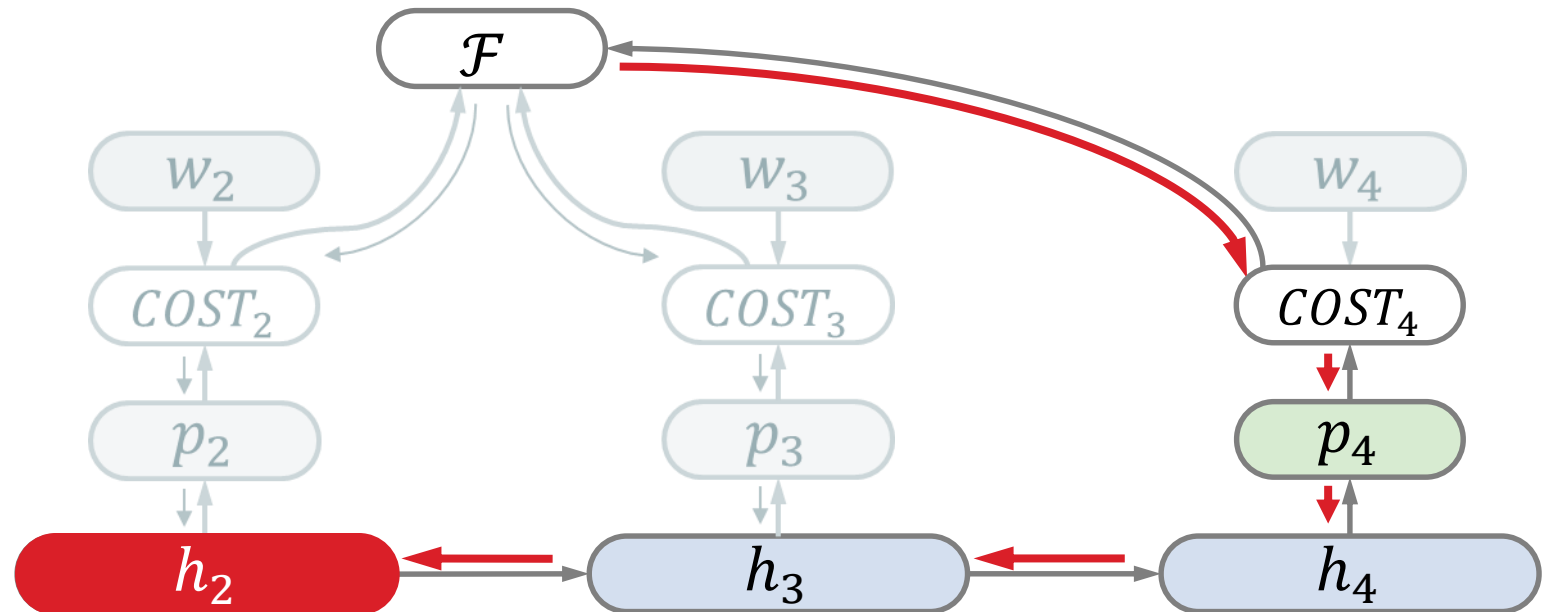 ℱ
w₂ w₃ w₄
COST₂ COST₃ COST₄
p₂ p₃ p₄
h₂ h₃ h₄